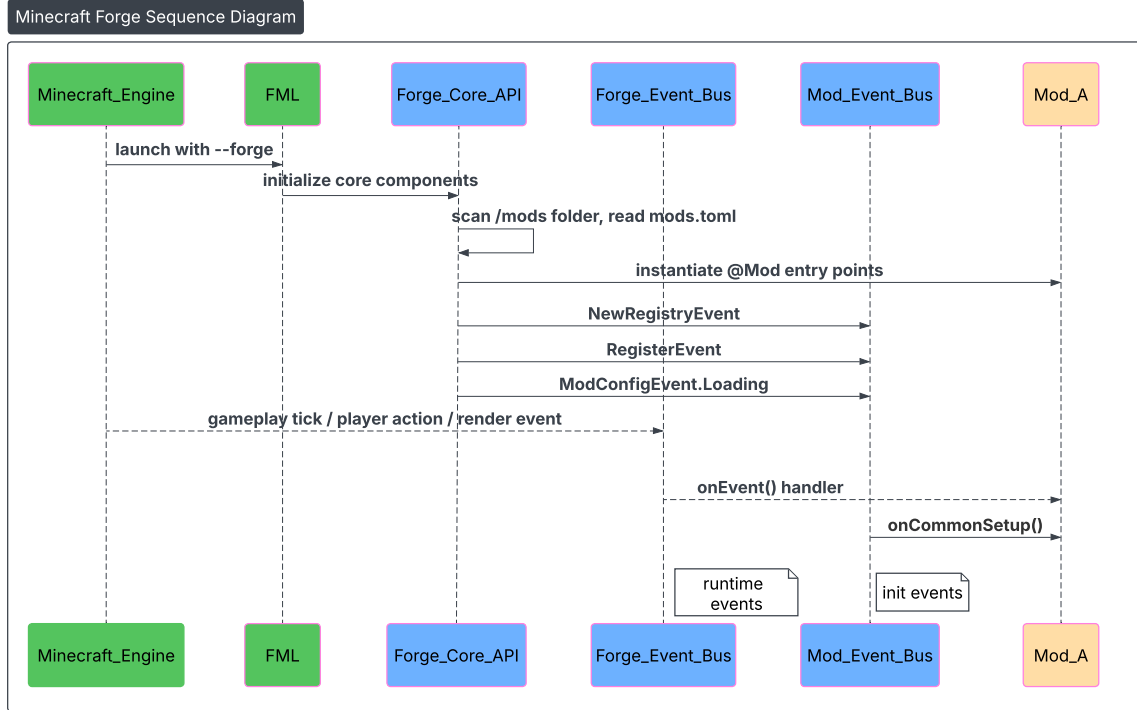 Minecraft Forge Sequence Diagram
Minecraft_Engine
FML
Forge_Core_API
Forge_Event_Bus
Mod_Event_Bus
Mod_A
launch with --forge
initialize core components
scan /mods folder, read mods.toml
instantiate @Mod entry points
NewRegistryEvent
RegisterEvent
ModConfigEvent.Loading
gameplay tick / player action / render event
onEvent() handler
onCommonSetup()
runtime
events
init events
Minecraft_Engine
FML
Forge_Core_API
Forge_Event_Bus
Mod_Event_Bus
Mod_A